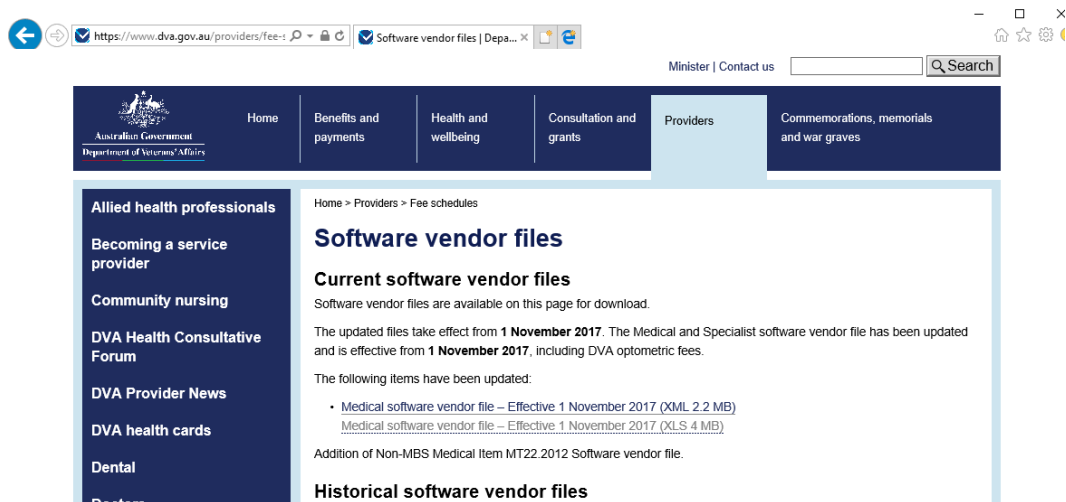 https://www.dva.gov.au/providers/fee-s
Software vendor files | Depa...
Minister | Contact us
Search
Australian Government
Department of Veterans' Affairs
Home
Benefits and
payments
Health and
wellbeing
Consultation and
grants
Providers
Commemorations, memorials
and war graves
Allied health professionals
Becoming a service
provider
Community nursing
DVA Health Consultative
Forum
DVA Provider News
DVA health cards
Dental
Doctors
Home > Providers > Fee schedules
Software vendor files
Current software vendor files
Software vendor files are available on this page for download.
The updated files take effect from 1 November 2017. The Medical and Specialist software vendor file has been updated
and is effective from 1 November 2017, including DVA optometric fees.
The following items have been updated:
• Medical software vendor file – Effective 1 November 2017 (XML 2.2 MB)
Medical software vendor file – Effective 1 November 2017 (XLS 4 MB)
Addition of Non-MBS Medical Item MT22.2012 Software vendor file.
Historical software vendor files